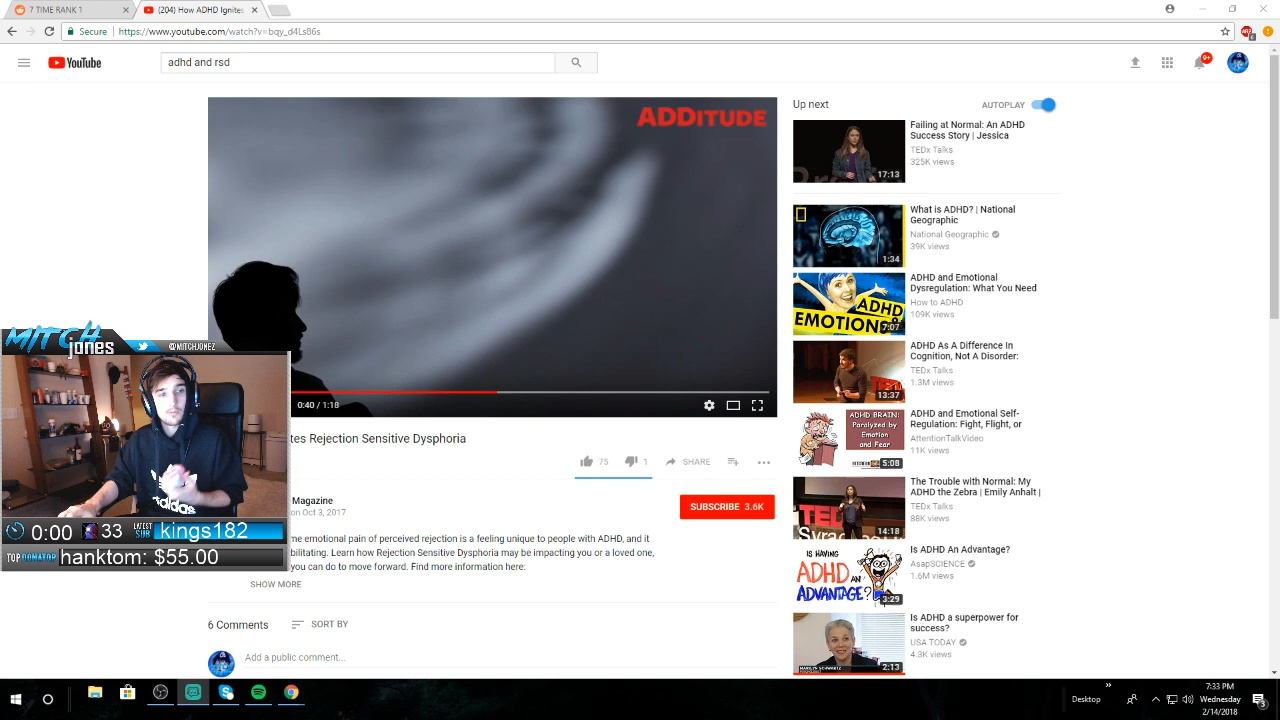 7 TIME RANK 1
(204) How ADHD Ignites
Secure
https://www.youtube.com/watch?v=bqy_d4Ls86s
YouTube
adhd and rsd
9+
ADDITUDE
0:40 / 1:18
tes Rejection Sensitive Dysphoria
75
1
SHARE
Magazine
on Oct 3, 2017
SUBSCRIBE 3.6K
me emotional pain of perceived rejection is a feeling unique to people with ADHD, and it
bilitating. Learn how Rejection Sensitive Dysphoria may be impacting you or a loved one,
you can do to move forward. Find more information here:
SHOW MORE
6 Comments
SORT BY
Add a public comment...
MITCH
jones
@MITCHJONEZ
adidas
0:00
33
LATEST
SUB
kings182
TOP DONATOR
hanktom: $55.00
Up next
AUTOPLAY
17:13
Failing at Normal: An ADHD
Success Story | Jessica
TEDx Talks
325K views
1:34
What is ADHD? | National
Geographic
National Geographic
39K views
ADHD
EMOTIONS
7:07
ADHD and Emotional
Dysregulation: What You Need
How to ADHD
109K views
13:37
ADHD As A Difference In
Cognition, Not A Disorder:
TEDx Talks
1.3M views
ADHD BRAIN:
Paralyzed by
Emotion
and Fear
5:08
ADHD and Emotional Self-
Regulation: Fight, Flight, or
AttentionTalkVideo
11K views
TED
Syrac
14:18
The Trouble with Normal: My
ADHD the Zebra | Emily Anhalt |
TEDx Talks
88K views
IS HAVING
ADHD AN
ADVANTAGE?
3:29
Is ADHD An Advantage?
AsapSCIENCE
1.6M views
MARILYN SCHWARTZ
2:13
Is ADHD a superpower for
success?
USA TODAY
4.3K views
Desktop
7:33 PM
Wednesday
2/14/2018
3